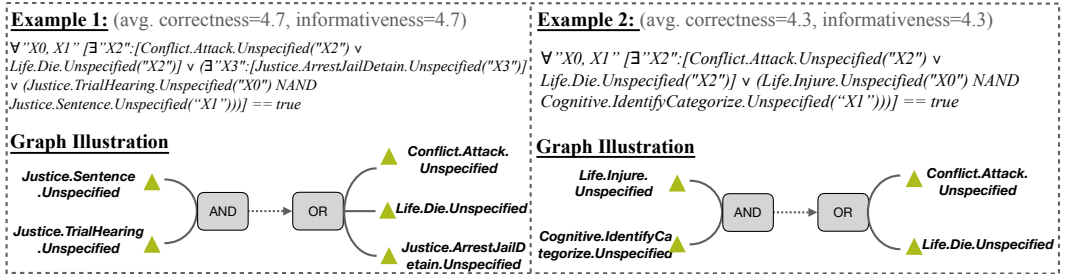 Example 1: (avg. correctness=4.7, informativeness=4.7)
∀"X0, X1" [∃"X2":[Conflict.Attack.Unspecified("X2") ∨
Life.Die.Unspecified("X2")] ∨ (∃"X3":[Justice.ArrestJailDetain.Unspecified("X3")]
∨ (Justice.TrialHearing.Unspecified("X0") NAND
Justice.Sentence.Unspecified("X1")))] == true
Graph Illustration
Justice.Sentence
.Unspecified
Justice.TrialHearing
.Unspecified
AND
OR
Conflict.Attack.
Unspecified
Life.Die.Unspecified
Justice.ArrestJailD
etain.Unspecified
Example 2: (avg. correctness=4.3, informativeness=4.3)
∀"X0, X1" [∃"X2":[Conflict.Attack.Unspecified("X2") ∨
Life.Die.Unspecified("X2")] ∨ (Life.Injure.Unspecified("X0") NAND
Cognitive.IdentifyCategorize.Unspecified("X1")))] == true
Graph Illustration
Life.Injure.
Unspecified
Cognitive.IdentifyCa
tegorize.Unspecified
AND
OR
Conflict.Attack.
Unspecified
Life.Die.Unspecified